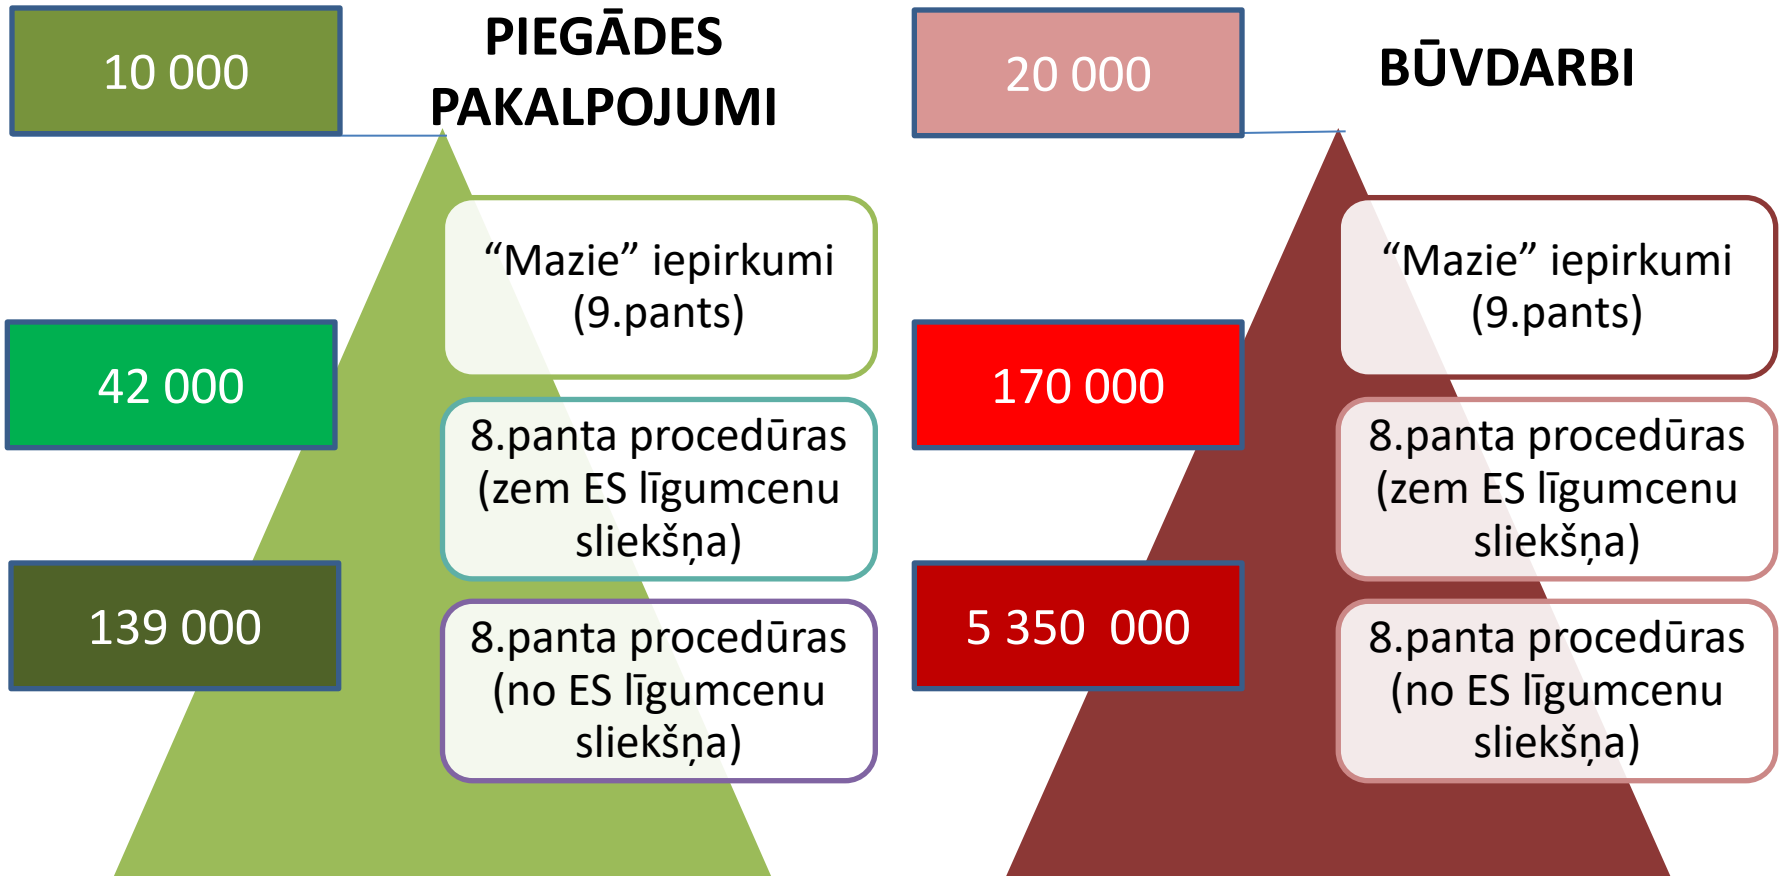 10 000
PIEGĀDES
PAKALPOJUMI
“Mazie” iepirkumi
(9.pants)
42 000
8.panta procedūras
(zem ES līgumcenu
sliekšņa)
139 000
8.panta procedūras
(no ES līgumcenu
sliekšņa)
20 000
BŪVDARBI
“Mazie” iepirkumi
(9.pants)
170 000
8.panta procedūras
(zem ES līgumcenu
sliekšņa)
5 350  000
8.panta procedūras
(no ES līgumcenu
sliekšņa)